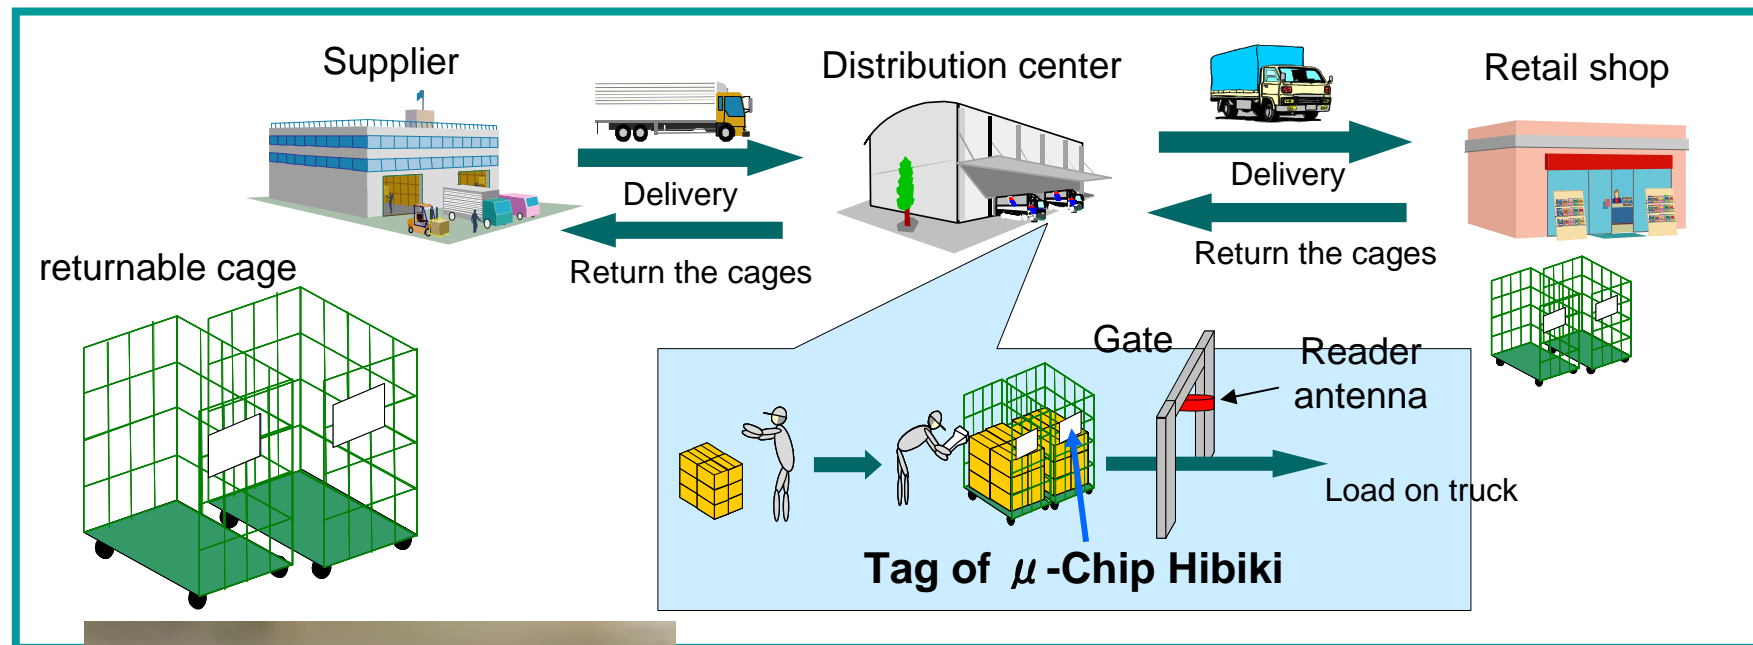 Supplier
Distribution center
Retail shop
Delivery
Delivery
Return the cages
Return the cages
returnable cage
Gate
Reader
antenna
Load on truck
Tag of μ-Chip Hibiki